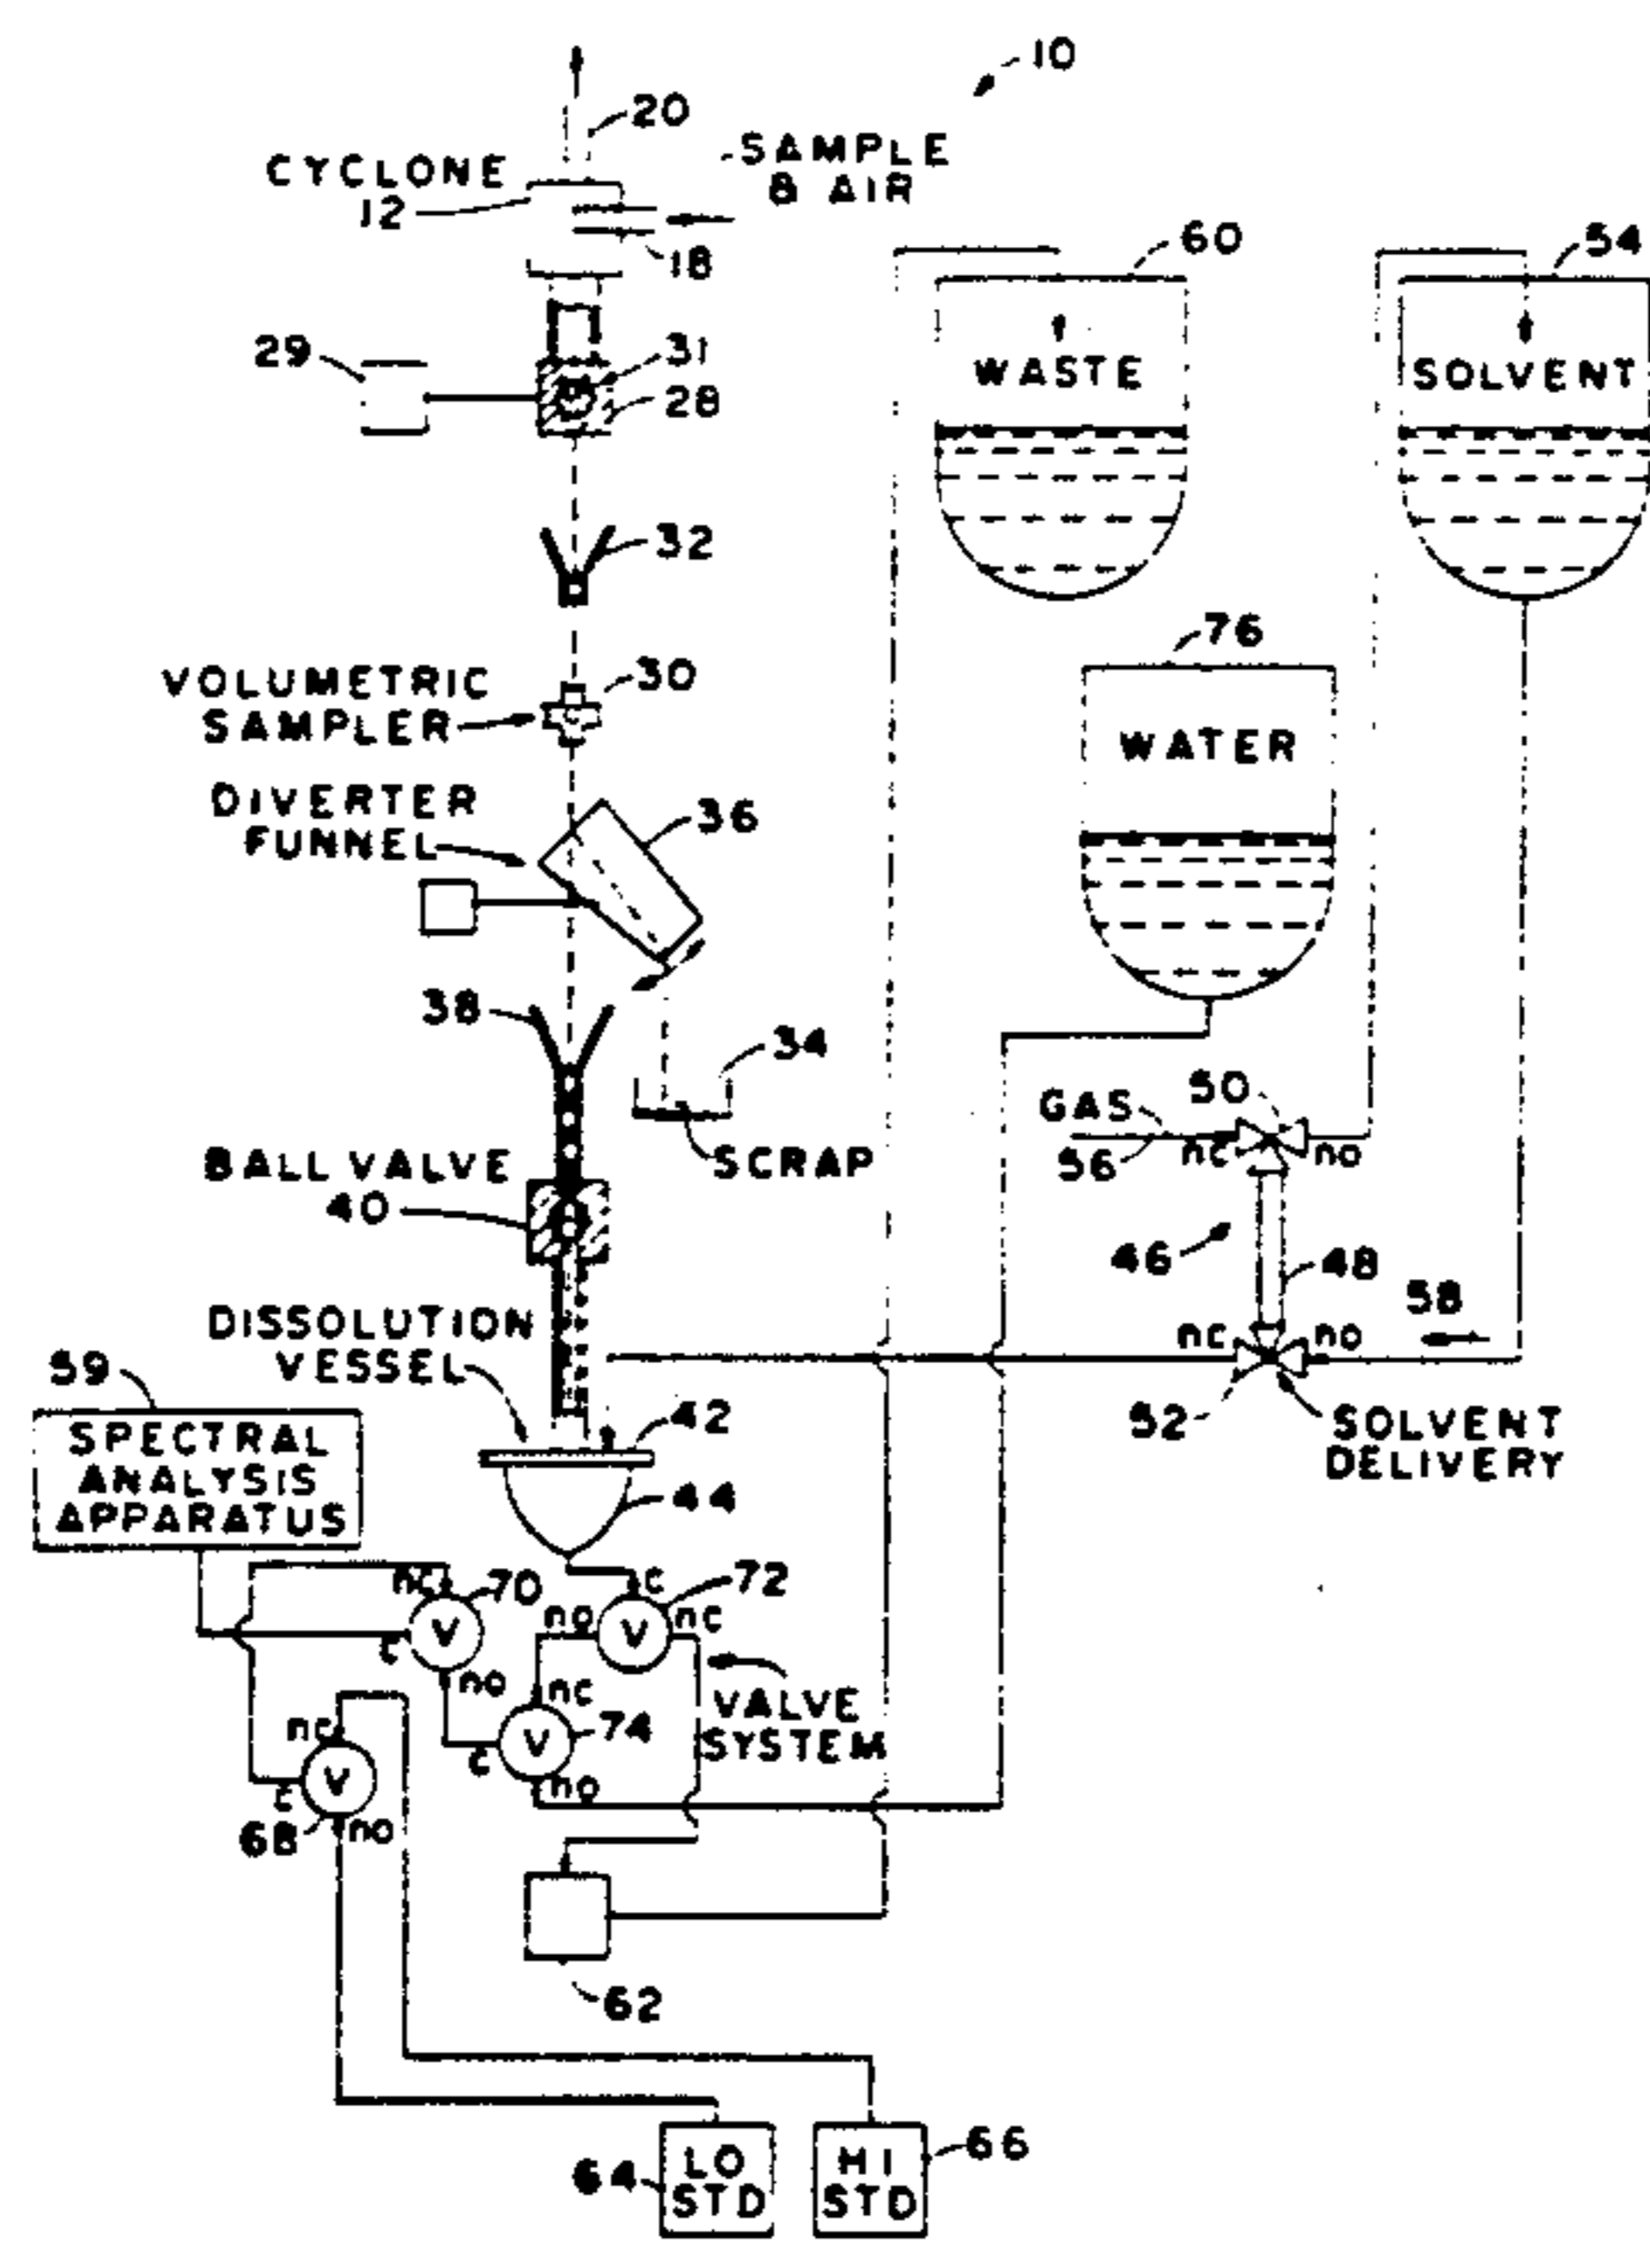 10
20
CYCLONE
12
SAMPLE
& AIR
18
60
54
29
31
28
WASTE
SOLVENT
32
76
VOLUMETRIC
SAMPLER
30
WATER
DIVERTER
FUNNEL
36
38
34
GAS
50
56
nc
no
SCRAP
BALL VALVE
40
46
48
58
nc
no
DISSOLUTION
VESSEL
59
42
52
SOLVENT
DELIVERY
SPECTRAL
ANALYSIS
APPARATUS
44
nc
70
c
72
no
nc
V
V
c
no
nc
VALVE
SYSTEM
74
V
c
no
nc
V
c
68
no
62
64
LO
STD
HI
STD
66